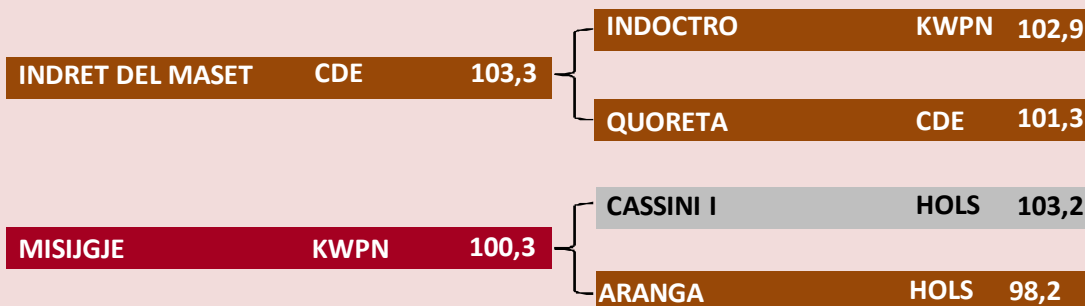 INDOCTRO KWPN 102,9
INDRET DEL MASET CDE 103,3
QUORETA CDE 101,3
CASSINI I HOLS 103,2
MISIJGJE KWPN 100,3
ARANGA HOLS 98,2